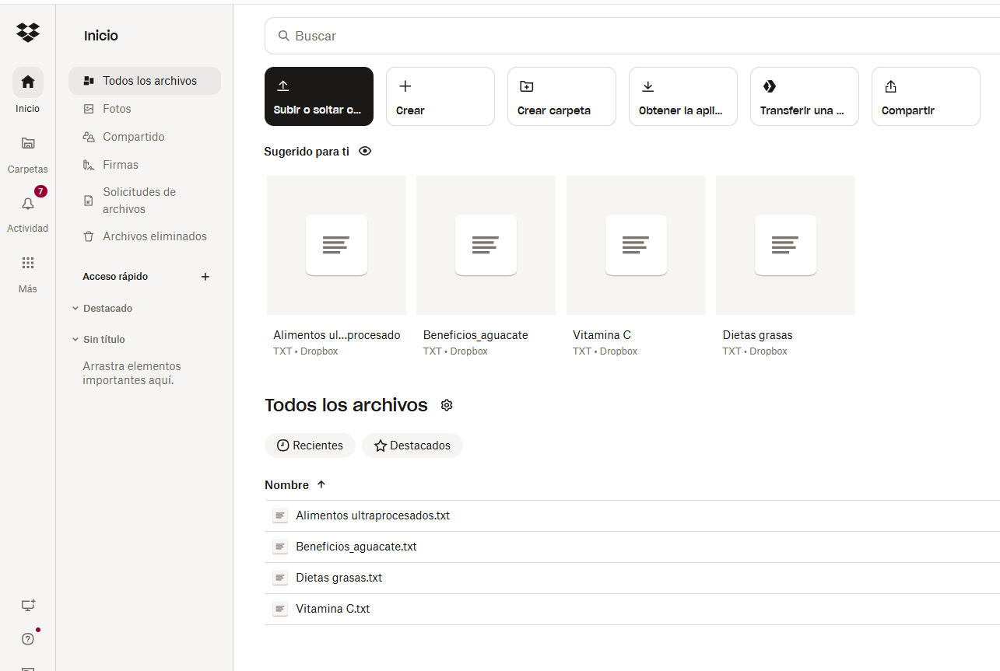 Inicio
Carpetas
7
Actividad
Más
Inicio
Todos los archivos
Fotos
Compartido
Firmas
Solicitudes de
archivos
Archivos eliminados
Acceso rápido
Destacado
Sin título
Arrastra elementos
importantes aquí.
Buscar
Subir o soltar c...
Crear
Crear carpeta
Obtener la apli...
Transferir una ...
Compartir
Sugerido para ti
Alimentos ul...procesado
TXT • Dropbox
Beneficios_aguacate
TXT • Dropbox
Vitamina C
TXT • Dropbox
Dietas grasas
TXT • Dropbox
Todos los archivos
Recientes
Destacados
Nombre
Alimentos ultraprocesados.txt
Beneficios_aguacate.txt
Dietas grasas.txt
Vitamina C.txt